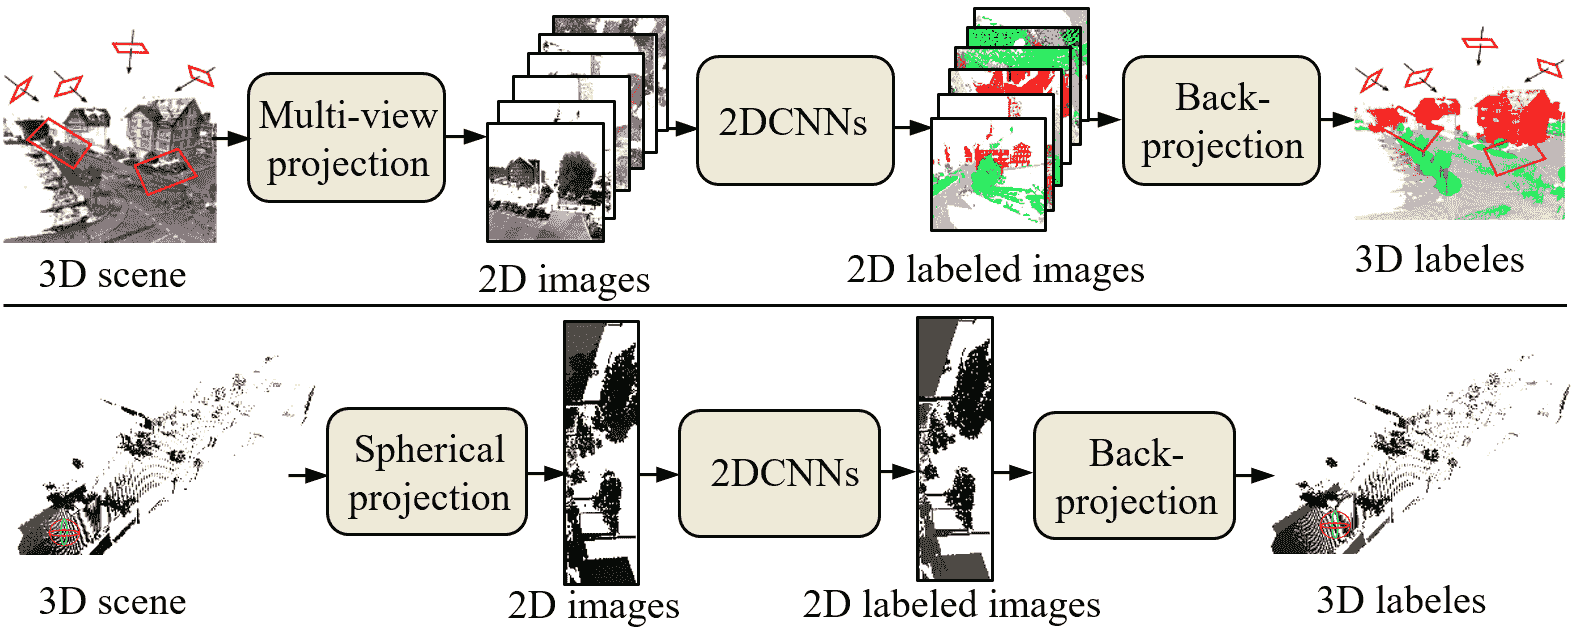 Multi-view
projection
2DCNNs
Back-
projection
3D scene
2D images
2D labeled images
3D labeles
Spherical
projection
2DCNNs
Back-
projection
3D scene
2D images
2D labeled images
3D labeles